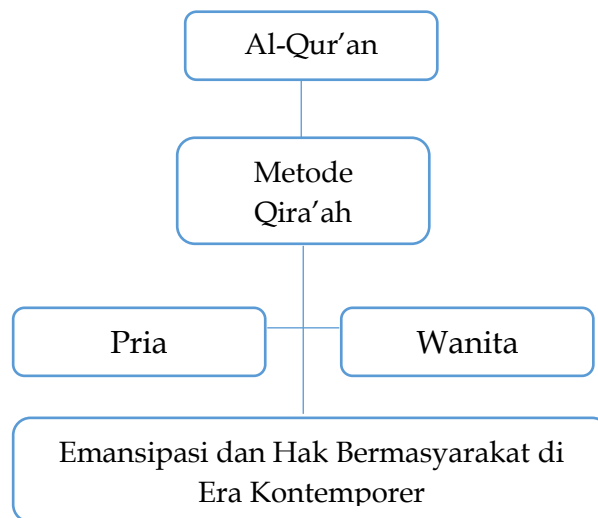 Al-Qur’an
Metode
Qira’ah
Pria
Wanita
Emansipasi dan Hak Bermasyarakat di
Era Kontemporer